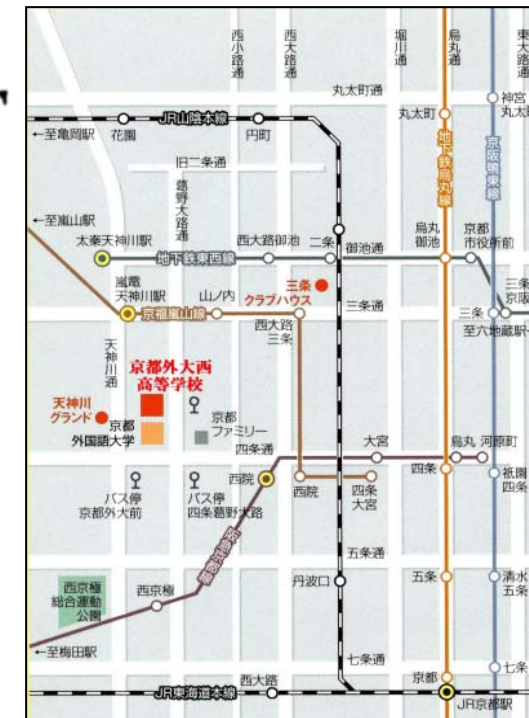 西小路通
西大路通
堀川通
烏丸通
東大路通
丸太町通
神宮
丸太町
丸太町
JR山陰本線
←至亀岡駅
花園
円町
地下鉄烏丸線
京阪鴨東線
旧二条通
葛野大路通
←至嵐山駅
太秦天神川駅
西大路御池
二条
御池通
烏丸
御池
京都
市役所前
地下鉄東西線
嵐電
天神川駅
山ノ内
三条
クラブハウス
三条通
三条
三条
京阪
京福嵐山線
西大路
三条
至六地蔵駅
天神川通
京都外大西
高等学校
天神川
グランド
京都
外国語大学
京都
ファミリー
四条通
大宮
烏丸
河原町
西院
西院
四条
大宮
四条
祇園
四条
バス停
京都外大前
バス停
四条葛野大路
五条通
西京極
総合運動
公園
西京極
丹波口
五条
清水
五条
←至梅田駅
七条通
七条
西大路
京都
JR東海道本線
JR京都駅